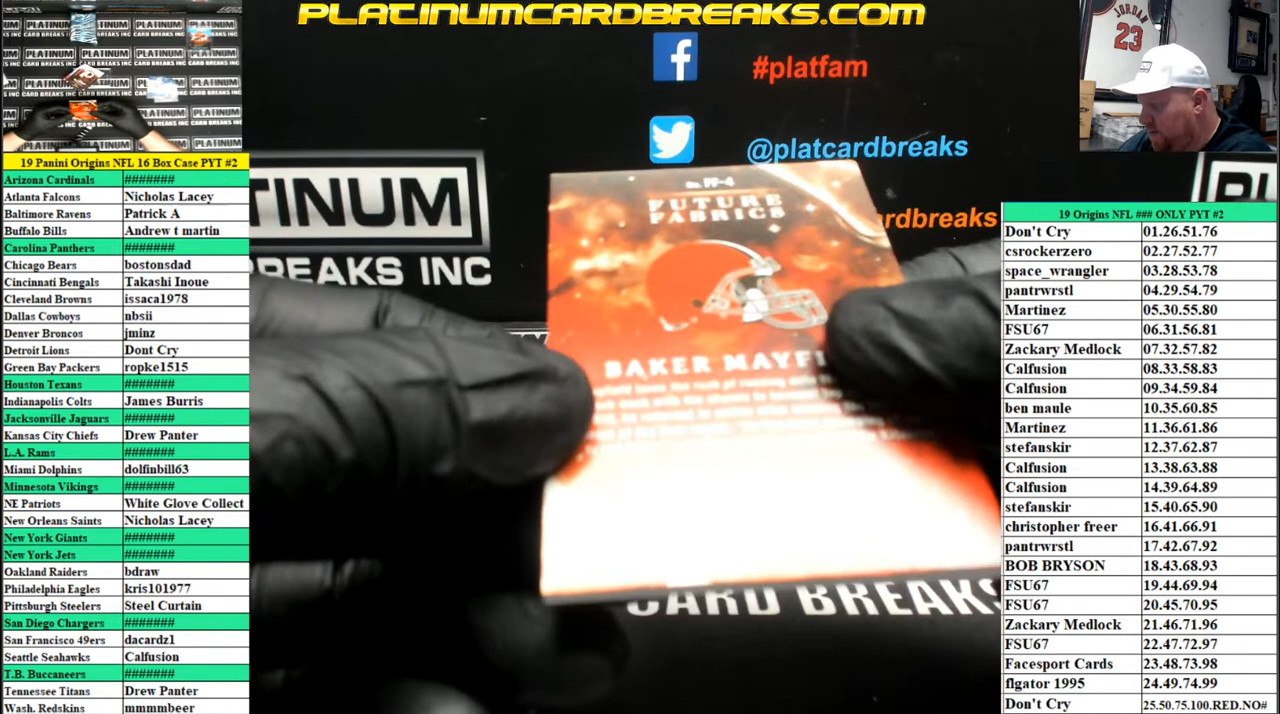 PLATINUMCARDBREAKS.COM
#platfam
@platcardbreaks
rdbreaks
JORDAN
23
PLATINUM
PLATINUM
PLATINUM
TINUM
BREAKS INC
CARD BREAKS
No. FF-4
FUTURE
FABRICS
BAKER MAYFI
19 Panini Origins NFL 16 Box Case PYT #2
Arizona Cardinals #######
Atlanta Falcons Nicholas Lacey
Baltimore Ravens Patrick A
Buffalo Bills Andrew t martin
Carolina Panthers #######
Chicago Bears bostonsdad
Cincinnati Bengals Takashi Inoue
Cleveland Browns issaca1978
Dallas Cowboys nbsii
Denver Broncos jminz
Detroit Lions Dont Cry
Green Bay Packers ropke1515
Houston Texans #######
Indianapolis Colts James Burris
Jacksonville Jaguars #######
Kansas City Chiefs Drew Panter
L.A. Rams #######
Miami Dolphins dolfinbill63
Minnesota Vikings #######
NE Patriots White Glove Collect
New Orleans Saints Nicholas Lacey
New York Giants #######
New York Jets #######
Oakland Raiders bdraw
Philadelphia Eagles kris101977
Pittsburgh Steelers Steel Curtain
San Diego Chargers #######
San Francisco 49ers dacardz1
Seattle Seahawks Calfusion
T.B. Buccaneers #######
Tennessee Titans Drew Panter
Wash. Redskins mmmmbeer
19 Origins NFL ### ONLY PYT #2
Don't Cry 01.26.51.76
csrockerzero 02.27.52.77
space_wrangler 03.28.53.78
pantrwrstl 04.29.54.79
Martinez 05.30.55.80
FSU67 06.31.56.81
Zackary Medlock 07.32.57.82
Calfusion 08.33.58.83
Calfusion 09.34.59.84
ben maule 10.35.60.85
Martinez 11.36.61.86
stefanskir 12.37.62.87
Calfusion 13.38.63.88
Calfusion 14.39.64.89
stefanskir 15.40.65.90
christopher freer 16.41.66.91
pantrwrstl 17.42.67.92
BOB BRYSON 18.43.68.93
FSU67 19.44.69.94
FSU67 20.45.70.95
Zackary Medlock 21.46.71.96
FSU67 22.47.72.97
Facesport Cards 23.48.73.98
flgator 1995 24.49.74.99
Don't Cry 25.50.75.100.RED.NO#